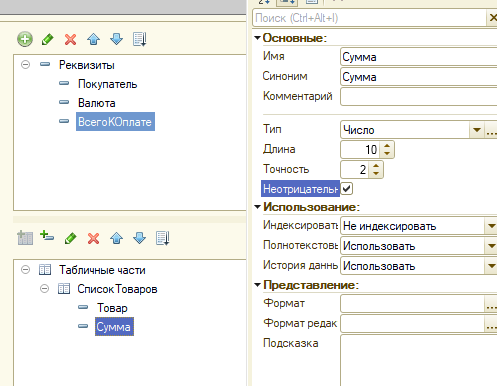 Реквизиты
Покупатель
Валюта
ВсегоКОплате
Табличные части
СписокТоваров
Товар
Сумма
Поиск (Ctrl+Alt+I)
Основные:
Имя Сумма
Синоним Сумма
Комментарий
Тип Число
Длина 10
Точность 2
Неотрицательн
Использование:
Индексироват Не индексировать
Полнотекстовы Использовать
История данны Использовать
Представление:
Формат
Формат редак
Подсказка